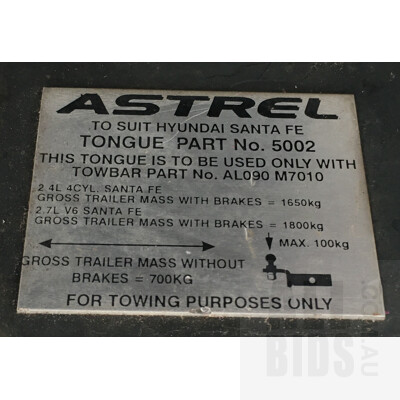 ASTREL
TO SUIT HYUNDAI SANTA FE
TONGUE PART No. 5002
THIS TONGUE IS TO BE USED ONLY WITH
TOWBAR PART No. AL090 M7010
2.4L 4CYL. SANTA FE
GROSS TRAILER MASS WITH BRAKES = 1650kg
2.7L V6 SANTA FE
GROSS TRAILER MASS WITH BRAKES = 1800kg
MAX. 100kg
GROSS TRAILER MASS WITHOUT
BRAKES = 700KG
FOR TOWING PURPOSES ONLY
BIDS